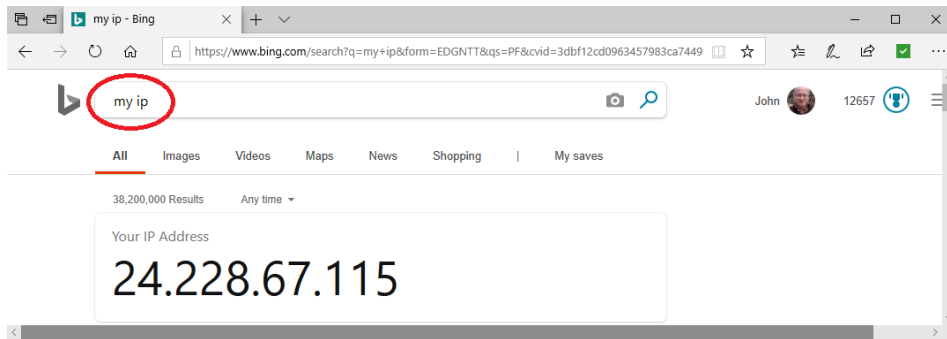 my ip - Bing
https://www.bing.com/search?q=my+ip&form=EDGNTT&qs=PF&cvid=3dbf12cd0963457983ca7449
my ip
John 12657
All Images Videos Maps News Shopping | My saves
38,200,000 Results Any time
Your IP Address
24.228.67.115